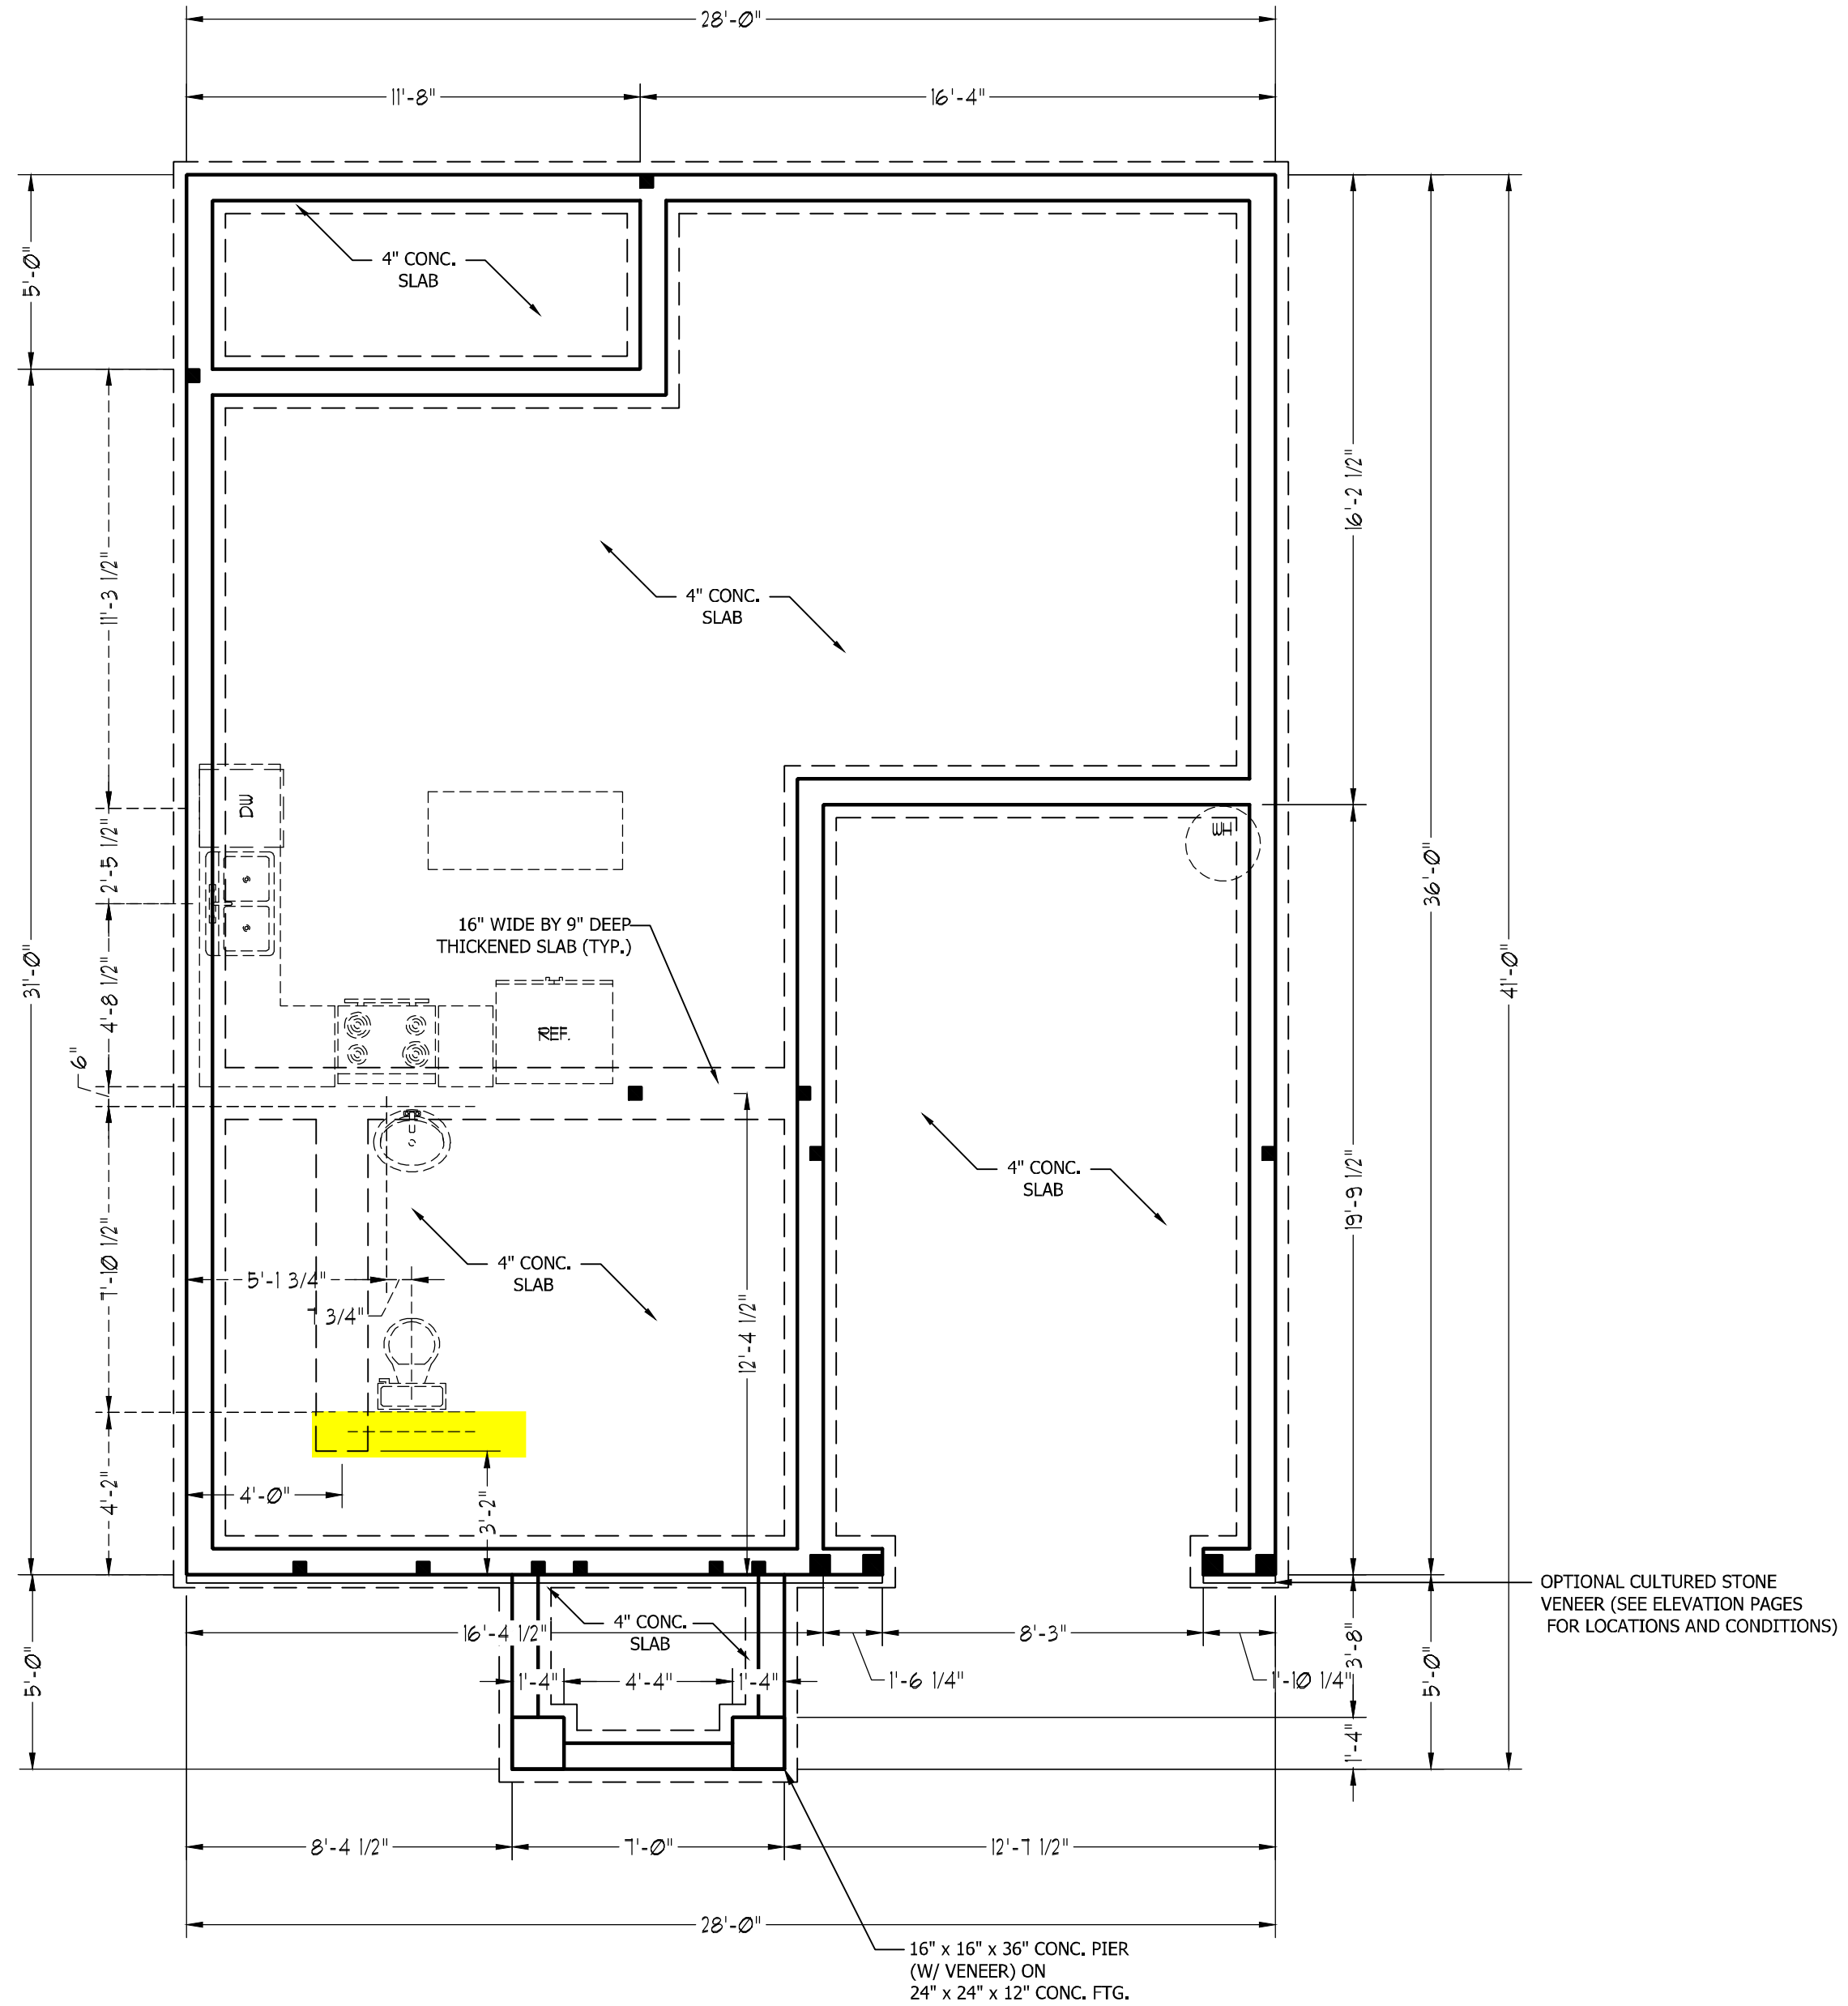 28'-0"
11'-8"
16'-4"
5'-0"
4" CONC.
SLAB
11'-3 1/2"
16'-2 1/2"
4" CONC.
SLAB
DW
WH
2'-5 1/2"
36'-0"
16" WIDE BY 9" DEEP
THICKENED SLAB (TYP.)
31'-0"
4'-8 1/2"
41'-0"
REF.
6"
4" CONC.
SLAB
19'-9 1/2"
7'-10 1/2"
4" CONC.
SLAB
5'-1 3/4"
7 3/4"
12'-4 1/2"
4'-2"
4'-0"
3'-2"
OPTIONAL CULTURED STONE
VENEER (SEE ELEVATION PAGES
FOR LOCATIONS AND CONDITIONS)
4" CONC.
SLAB
16'-4 1/2"
8'-3"
3'-8"
5'-0"
1'-4"
4'-4"
1'-4"
1'-6 1/4"
1'-10 1/4"
5'-0"
1'-4"
8'-4 1/2"
7'-0"
12'-7 1/2"
28'-0"
16" x 16" x 36" CONC. PIER
(W/ VENEER) ON
24" x 24" x 12" CONC. FTG.